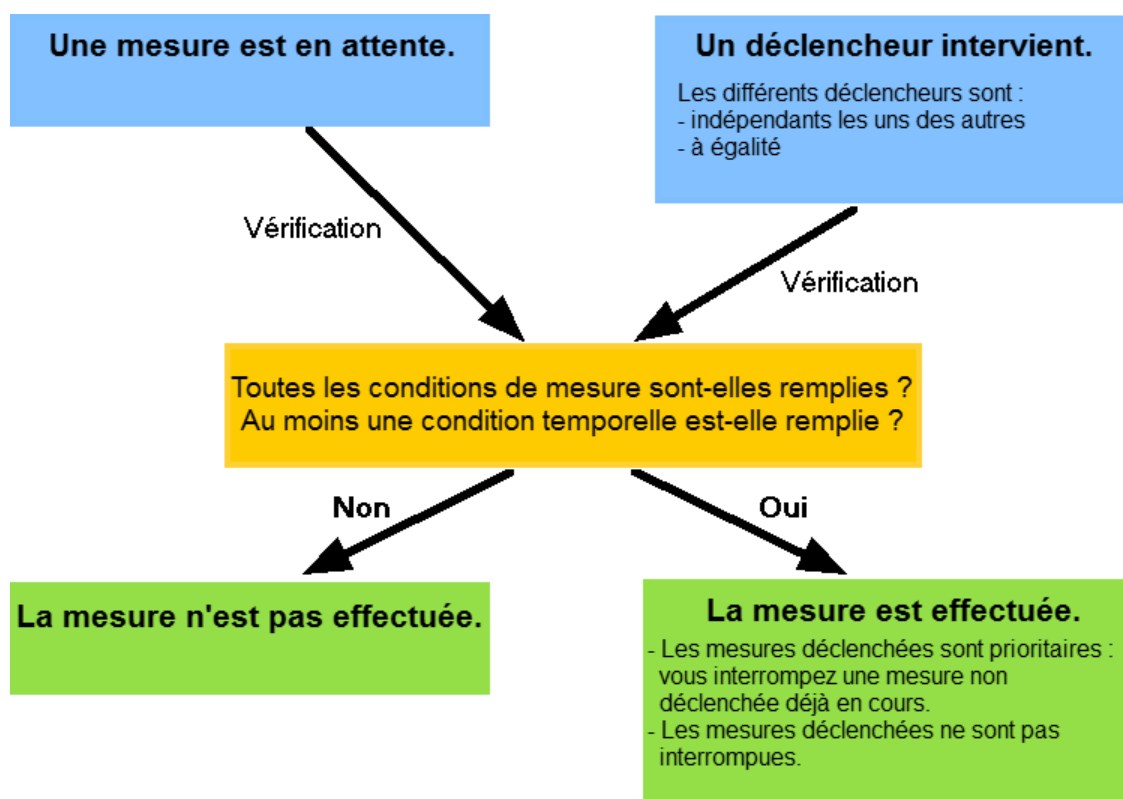 Une mesure est en attente.
Un déclencheur intervient.
Les différents déclencheurs sont :
- indépendants les uns des autres
- à égalité
Vérification
Vérification
Toutes les conditions de mesure sont-elles remplies ?
Au moins une condition temporelle est-elle remplie ?
Non
Oui
La mesure n'est pas effectuée.
La mesure est effectuée.
- Les mesures déclenchées sont prioritaires :
vous interrompez une mesure non
déclenchée déjà en cours.
- Les mesures déclenchées ne sont pas
interrompues.